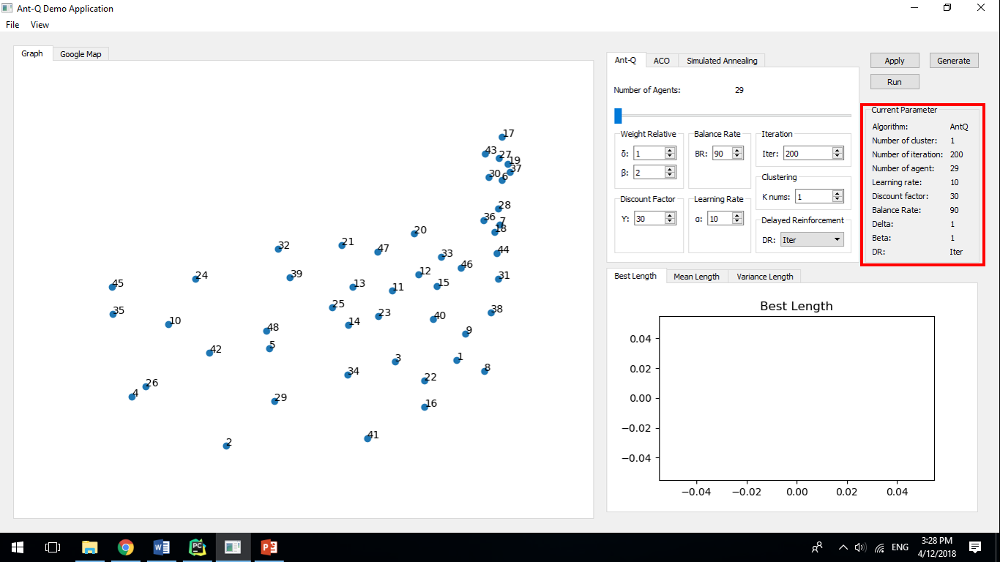 Ant-Q Demo Application
File View
Graph Google Map
Ant-Q ACO Simulated Annealing
Apply Generate
Run
Number of Agents: 29
Weight Relative
δ: 1
β: 2
Balance Rate
BR: 90
Iteration
Iter: 200
Clustering
K nums: 1
Discount Factor
Y: 30
Learning Rate
α: 10
Delayed Reinforcement
DR: Iter
Current Parameter
Algorithm: AntQ
Number of cluster: 1
Number of iteration: 200
Number of agent: 29
Learning rate: 10
Discount factor: 30
Balance Rate: 90
Delta: 1
Beta: 1
DR: Iter
17
43 27
19
37
30 6
28
36 7
18
20
32 21 47
33 44
46
24 39 12 31
45 13 11 15
35 25
10 14 23 40 38
48 9
42 5
3 1
34 22 8
26
4 29 16
2 41
Best Length Mean Length Variance Length
Best Length
0.04
0.02
0.00
−0.02
−0.04
−0.04 −0.02 0.00 0.02 0.04
ENG
3:28 PM
4/12/2018